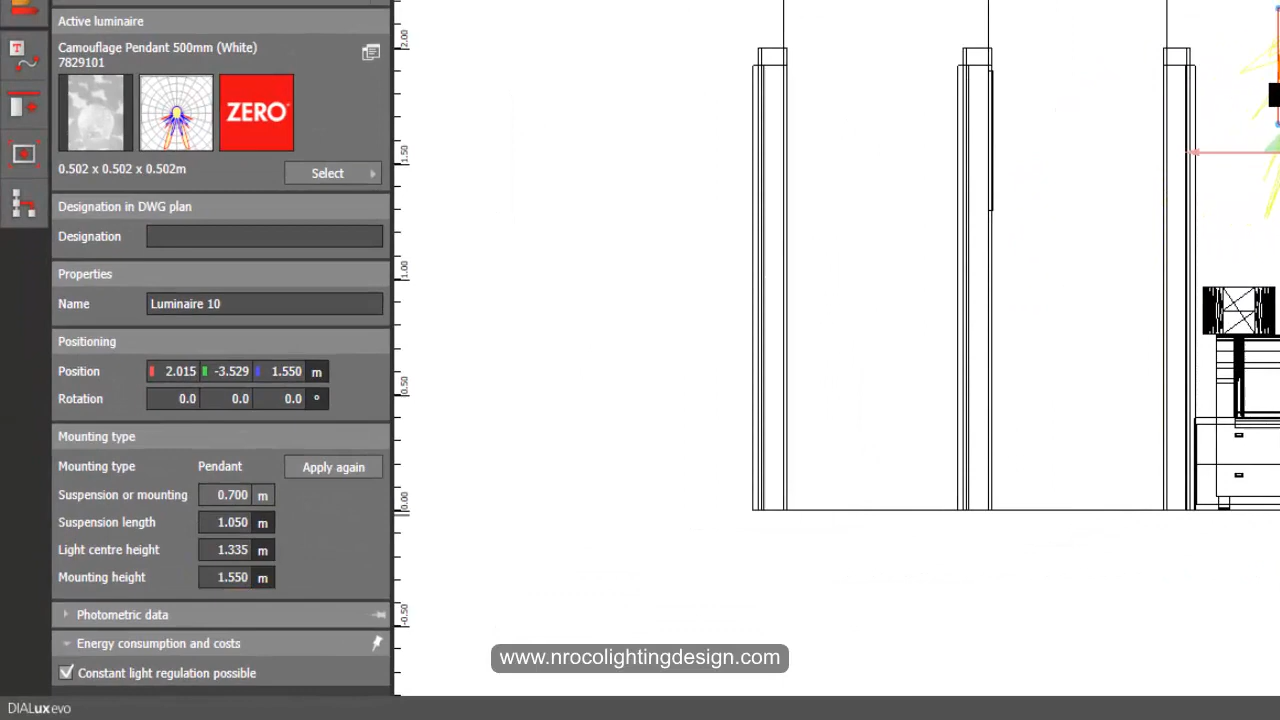 Active luminaire
Camouflage Pendant 500mm (White)
7829101
ZERO
0.502 x 0.502 x 0.502m
Select
Designation in DWG plan
Designation
Properties
Name Luminaire 10
Positioning
Position 2.015 -3.529 1.550 m
Rotation 0.0 0.0 0.0 °
Mounting type
Mounting type Pendant Apply again
Suspension or mounting 0.700 m
Suspension length 1.050 m
Light centre height 1.335 m
Mounting height 1.550 m
Photometric data
Energy consumption and costs
Constant light regulation possible
DIALux evo
2.00
1.50
1.00
0.50
0.00
-0.50
T
www.nrocolightingdesign.com